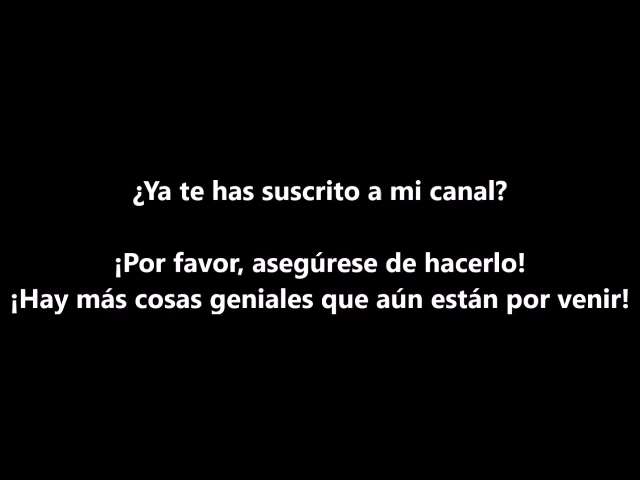 ¿Ya te has suscrito a mi canal?
¡Por favor, asegúrese de hacerlo!
¡Hay más cosas geniales que aún están por venir!